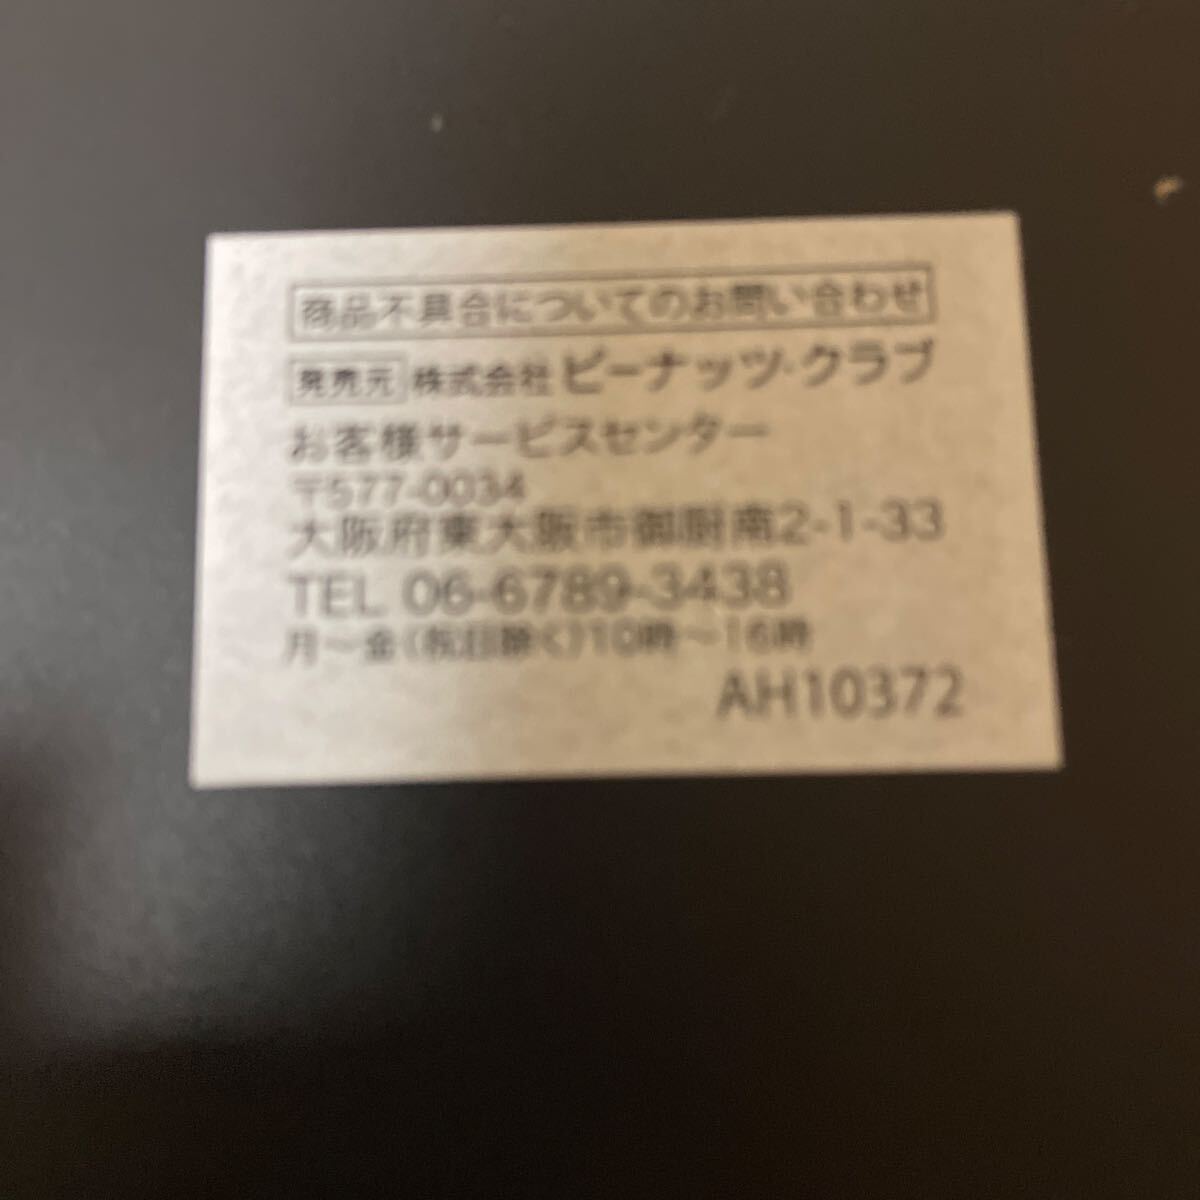 商品不具合についてのお問い合わせ
発売元 株式会社 ピーナッツ・クラブ
お客様サービスセンター
〒577-0034
大阪府東大阪市御厨南2-1-33
TEL 06-6789-3438
月～金(祝日除く)10時～16時
AH10372